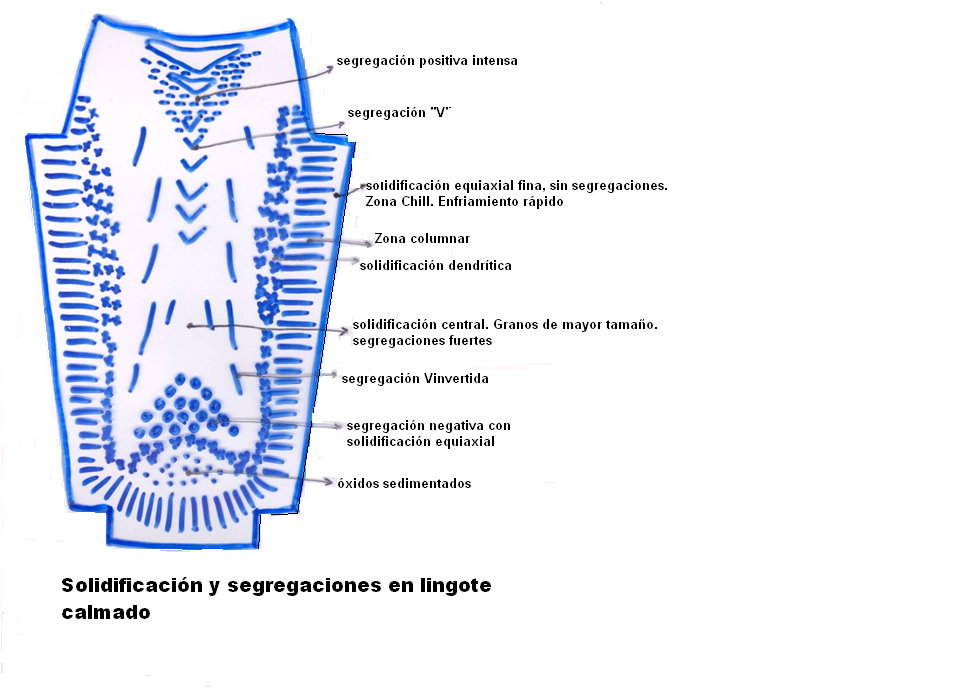 segregación positiva intensa
segregación "V"
solidificación equiaxial fina, sin segregaciones.
Zona Chill. Enfriamiento rápido
Zona columnar
solidificación dendrítica
solidificación central. Granos de mayor tamaño.
segregaciones fuertes
segregación Vinvertida
segregación negativa con
solidificación equiaxial
óxidos sedimentados
Solidificación y segregaciones en lingote
calmado